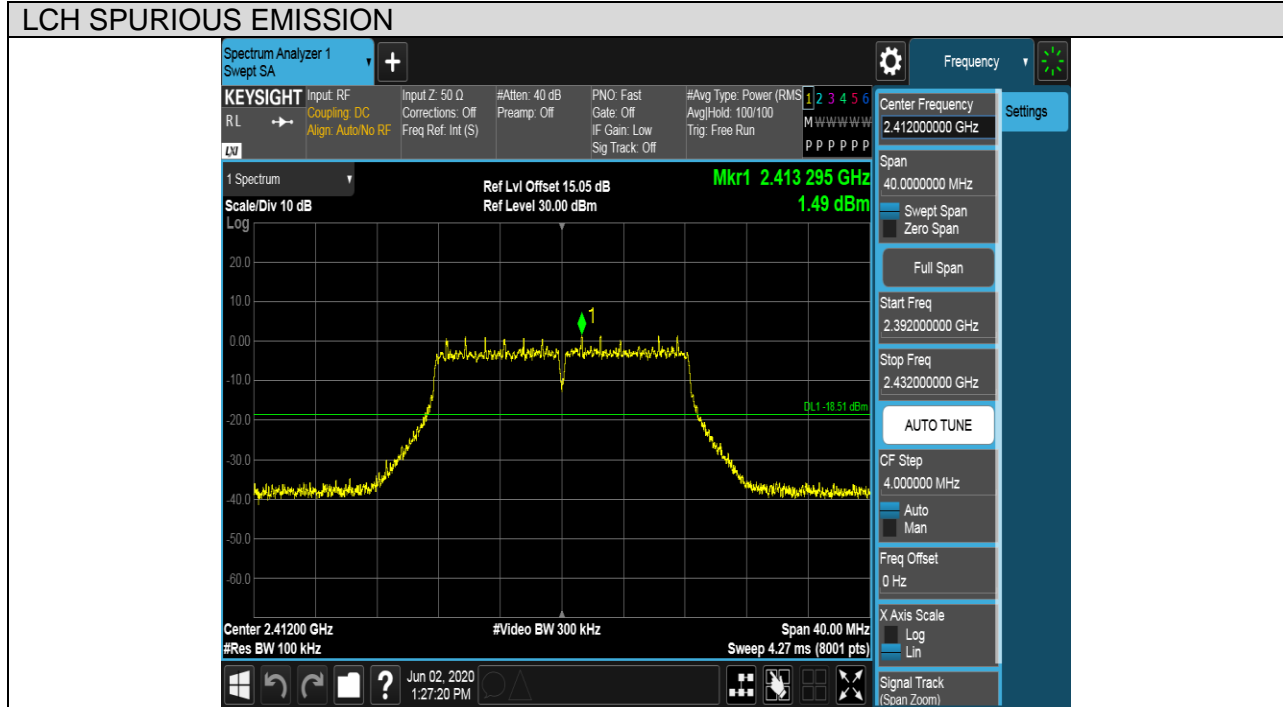 LCH SPURIOUS EMISSION
Spectrum Analyzer 1
Swept SA
Frequency
KEYSIGHT
RL
LXI
Input: RF
Coupling: DC
Align: Auto/No RF
Input Z: 50 Ω
Corrections: Off
Freq Ref: Int (S)
#Atten: 40 dB
Preamp: Off
PNO: Fast
Gate: Off
IF Gain: Low
Sig Track: Off
#Avg Type: Power (RMS
Avg|Hold: 100/100
Trig: Free Run
1 2 3 4 5 6
M W W W W W
P P P P P P
1 Spectrum
Scale/Div 10 dB
Ref Lvl Offset 15.05 dB
Ref Level 30.00 dBm
Mkr1 2.413 295 GHz
1.49 dBm
Log
20.0
10.0
0.00
-10.0
-20.0
-30.0
-40.0
-50.0
-60.0
1
DL1 -18.51 dBm
Center 2.41200 GHz
#Res BW 100 kHz
#Video BW 300 kHz
Span 40.00 MHz
Sweep 4.27 ms (8001 pts)
Jun 02, 2020
1:27:20 PM
Center Frequency
2.412000000 GHz
Settings
Span
40.0000000 MHz
Swept Span
Zero Span
Full Span
Start Freq
2.392000000 GHz
Stop Freq
2.432000000 GHz
AUTO TUNE
CF Step
4.000000 MHz
Auto
Man
Freq Offset
0 Hz
X Axis Scale
Log
Lin
Signal Track
(Span Zoom)